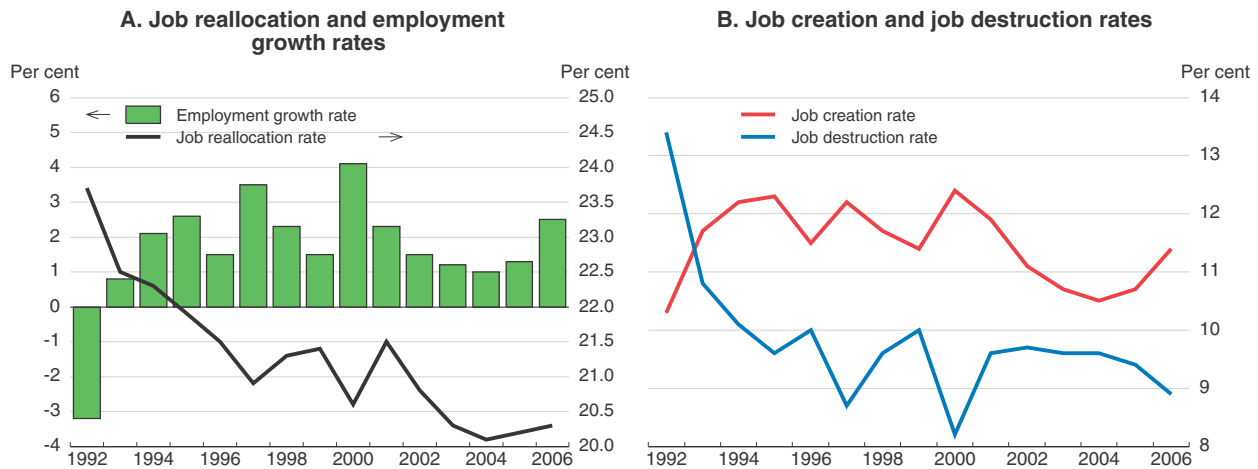 A. Job reallocation and employment
growth rates
Per cent
Per cent
6
5
4
3
2
1
0
-1
-2
-3
-4
25.0
24.5
24.0
23.5
23.0
22.5
22.0
21.5
21.0
20.5
20.0
Employment growth rate
Job reallocation rate
1992 1994 1996 1998 2000 2002 2004 2006
B. Job creation and job destruction rates
Per cent
14
13
12
11
10
9
8
Job creation rate
Job destruction rate
1992 1994 1996 1998 2000 2002 2004 2006